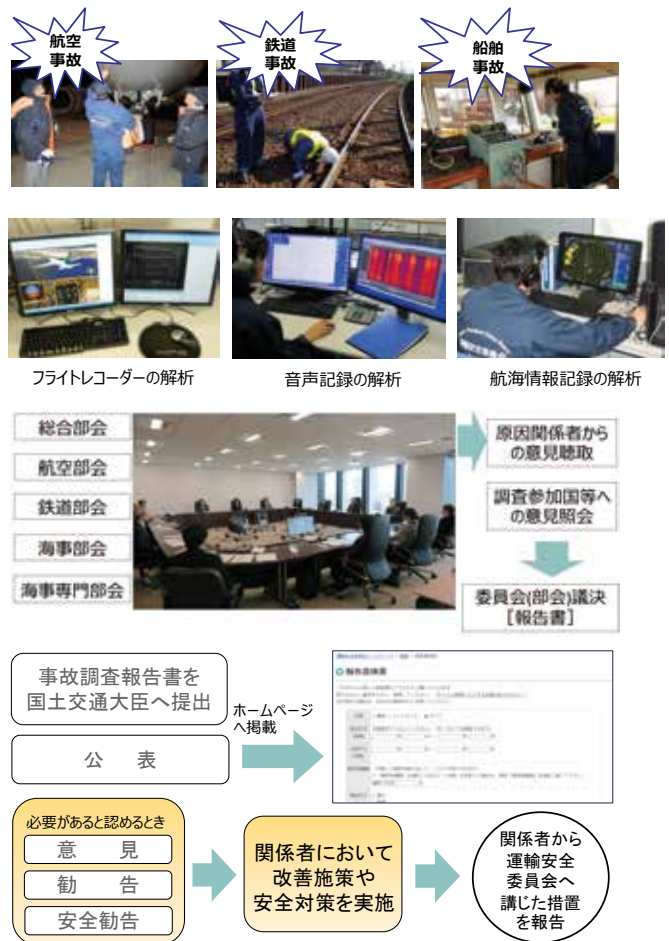 航空
事故
鉄道
事故
船舶
事故
フライトレコーダーの解析
音声記録の解析
航海情報記録の解析
総合部会
航空部会
鉄道部会
海事部会
海事専門部会
原因関係者から
の意見聴取
調査参加国等へ
の意見照会
委員会(部会)議決
[報告書]
事故調査報告書を
国土交通大臣へ提出
公 表
ホームページ
へ掲載
報告書検索
必要があると認めるとき
意 見
勧 告
安全勧告
関係者において
改善施策や
安全対策を実施
関係者から
運輸安全
委員会へ
講じた措置
を報告